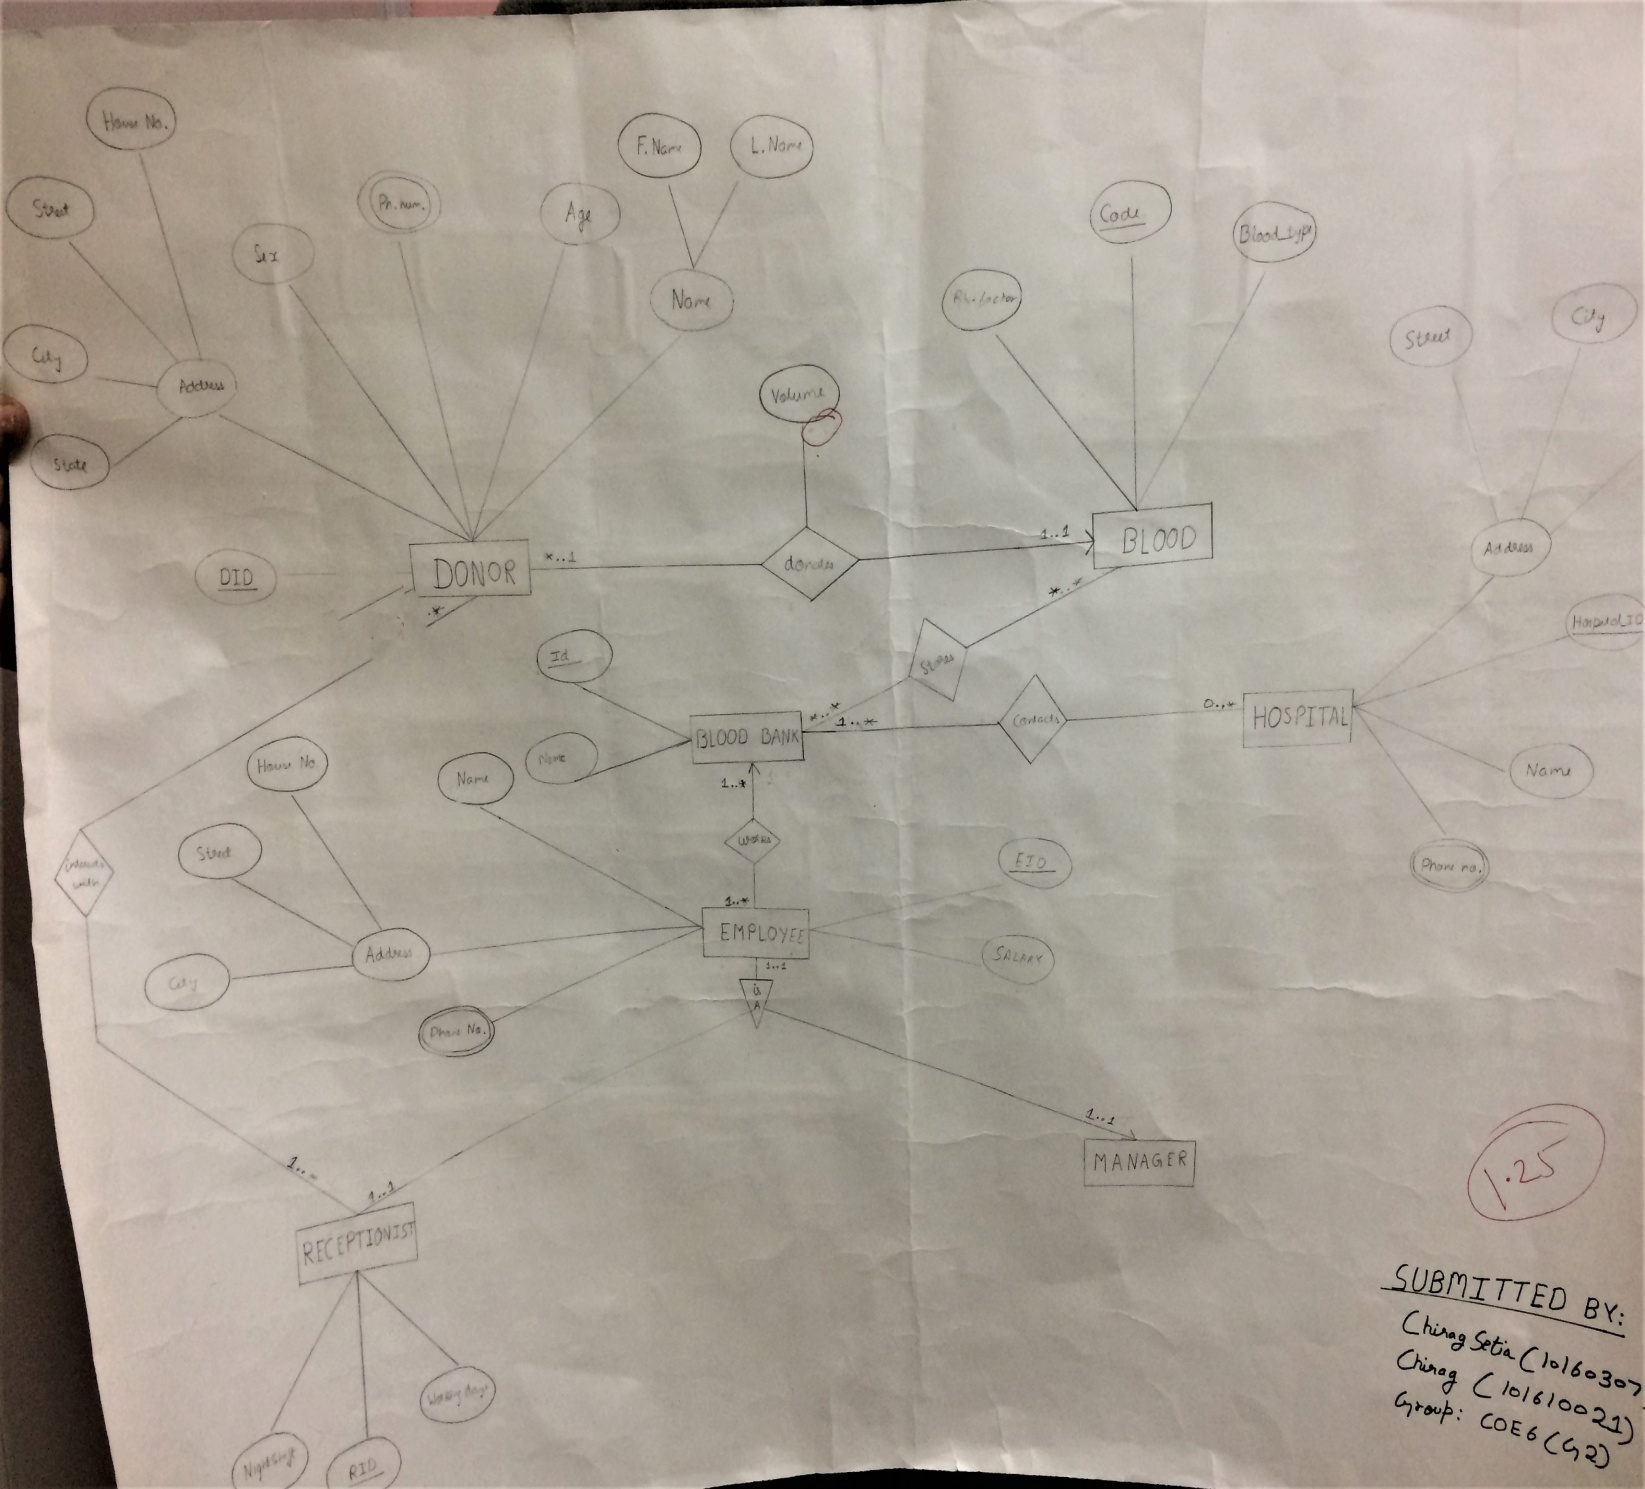 House No.
F. Name
L. Name
Street
Sex
Ph. num.
Age
Code
Blood_type
Name
Rh-factor
Street
City
City
Address
Volume
State
1..1
BLOOD
Address
DID
DONOR
*..1
donates
*..*
.*
Hospital_ID
Id
Stores
*..*
1..*
Contacts
0..*
HOSPITAL
BLOOD BANK
House No.
Name
Name
Name
1..*
Street
works
EID
Phone no.
with
1..*
EMPLOYEE
Address
SALARY
1..1
City
is
A
Phone No.
1..1
MANAGER
1.25
1..
1..1
RECEPTIONIST
SUBMITTED BY:
Chirag Setia (10160307
Chirag (101610021)
Group: COE6 (G2)
RID